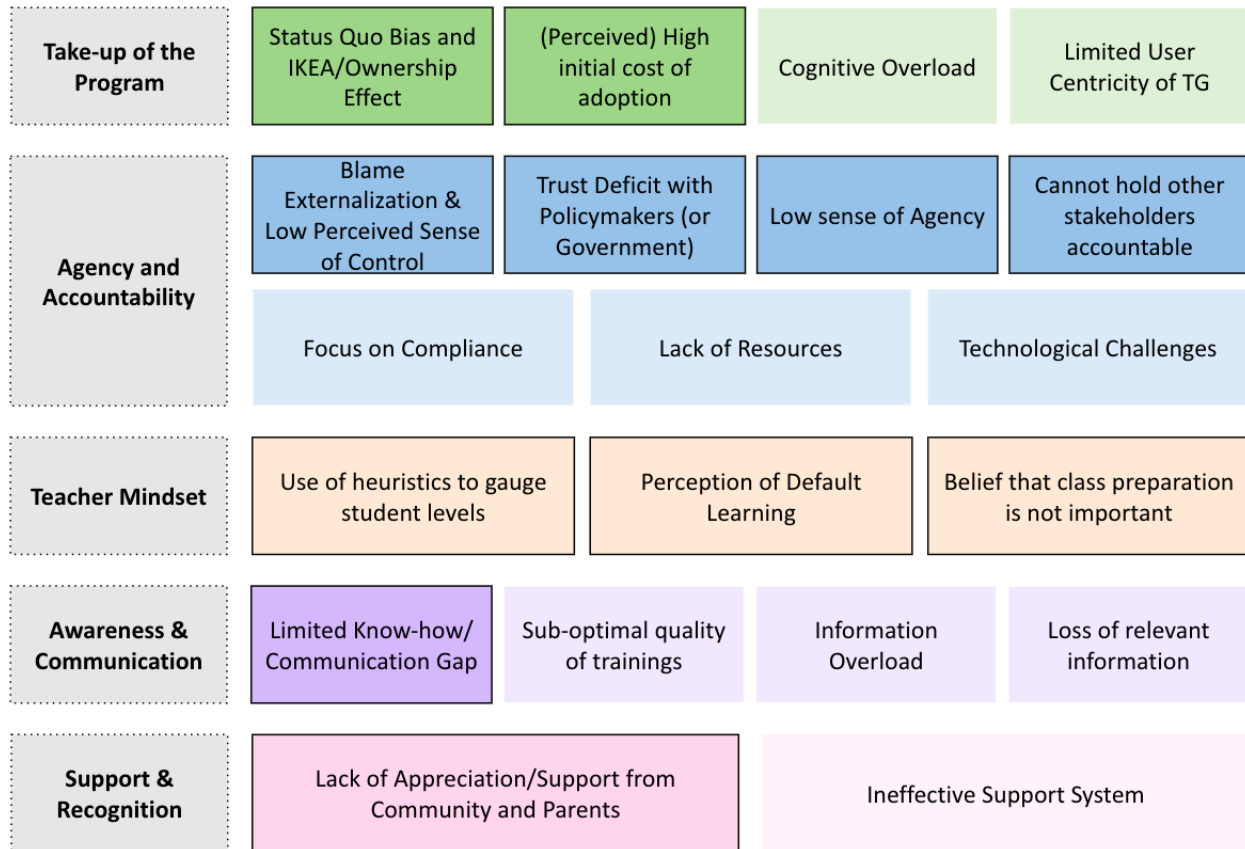 Take-up of the
Program
Status Quo Bias and
IKEA/Ownership
Effect
(Perceived) High
initial cost of
adoption
Cognitive Overload
Limited User
Centricity of TG
Agency and
Accountability
Blame
Externalization &
Low Perceived Sense
of Control
Trust Deficit with
Policymakers (or
Government)
Low sense of Agency
Cannot hold other
stakeholders
accountable
Focus on Compliance
Lack of Resources
Technological Challenges
Teacher Mindset
Use of heuristics to gauge
student levels
Perception of Default
Learning
Belief that class preparation
is not important
Awareness &
Communication
Limited Know-how/
Communication Gap
Sub-optimal quality
of trainings
Information
Overload
Loss of relevant
information
Support &
Recognition
Lack of Appreciation/Support from
Community and Parents
Ineffective Support System